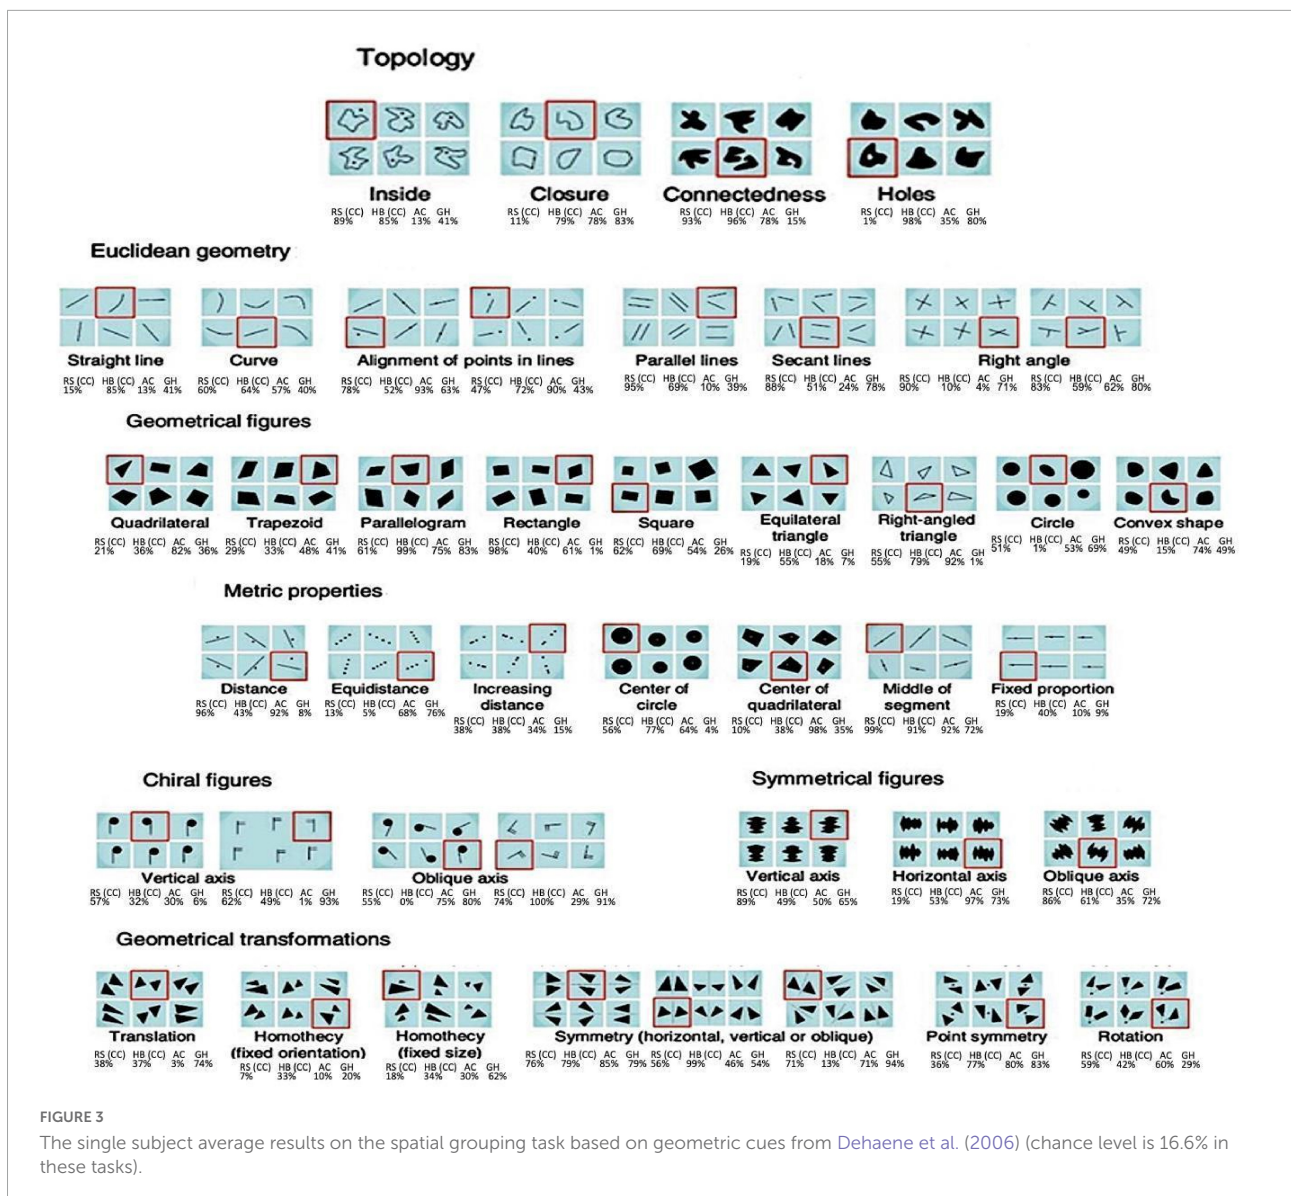 Topology
Inside Closure Connectedness Holes
RS (CC) HB (CC) AC GH RS (CC) HB (CC) AC GH RS (CC) HB (CC) AC GH RS (CC) HB (CC) AC GH
89% 85% 13% 41% 11% 79% 78% 83% 93% 96% 78% 15% 1% 98% 35% 80%
Euclidean geometry
Straight line Curve Alignment of points in lines Parallel lines Secant lines Right angle
RS (CC) HB (CC) AC GH RS (CC) HB (CC) AC GH RS (CC) HB (CC) AC GH RS (CC) HB (CC) AC GH RS (CC) HB (CC) AC GH RS (CC) HB (CC) AC GH RS (CC) HB (CC) AC GH RS (CC) HB (CC) AC GH
15% 85% 13% 41% 60% 64% 57% 40% 78% 52% 93% 63% 47% 72% 90% 43% 95% 69% 10% 39% 88% 51% 24% 78% 90% 10% 4% 71% 83% 59% 62% 80%
Geometrical figures
Quadrilateral Trapezoid Parallelogram Rectangle Square Equilateral triangle Right-angled triangle Circle Convex shape
RS (CC) HB (CC) AC GH RS (CC) HB (CC) AC GH RS (CC) HB (CC) AC GH RS (CC) HB (CC) AC GH RS (CC) HB (CC) AC GH RS (CC) HB (CC) AC GH RS (CC) HB (CC) AC GH RS (CC) HB (CC) AC GH RS (CC) HB (CC) AC GH
21% 36% 82% 36% 29% 33% 48% 41% 61% 99% 75% 83% 98% 40% 61% 1% 62% 69% 54% 26% 19% 55% 18% 7% 55% 79% 92% 1% 51% 1% 53% 69% 49% 15% 74% 49%
Metric properties
Distance Equidistance Increasing distance Center of circle Center of quadrilateral Middle of segment Fixed proportion
RS (CC) HB (CC) AC GH RS (CC) HB (CC) AC GH RS (CC) HB (CC) AC GH RS (CC) HB (CC) AC GH RS (CC) HB (CC) AC GH RS (CC) HB (CC) AC GH RS (CC) HB (CC) AC GH
96% 43% 92% 8% 13% 5% 68% 76% 38% 38% 34% 15% 56% 77% 64% 4% 10% 38% 98% 35% 99% 91% 92% 72% 19% 40% 10% 9%
Chiral figures Symmetrical figures
Vertical axis Oblique axis Vertical axis Horizontal axis Oblique axis
RS (CC) HB (CC) AC GH RS (CC) HB (CC) AC GH RS (CC) HB (CC) AC GH RS (CC) HB (CC) AC GH RS (CC) HB (CC) AC GH RS (CC) HB (CC) AC GH RS (CC) HB (CC) AC GH
57% 32% 30% 6% 62% 49% 1% 93% 55% 0% 75% 80% 74% 100% 29% 91% 89% 49% 50% 65% 19% 53% 97% 73% 86% 61% 35% 72%
Geometrical transformations
Translation Homothecy (fixed orientation) Homothecy (fixed size) Symmetry (horizontal, vertical or oblique) Point symmetry Rotation
RS (CC) HB (CC) AC GH RS (CC) HB (CC) AC GH RS (CC) HB (CC) AC GH RS (CC) HB (CC) AC GH RS (CC) HB (CC) AC GH RS (CC) HB (CC) AC GH RS (CC) HB (CC) AC GH RS (CC) HB (CC) AC GH
38% 37% 3% 74% 7% 33% 10% 20% 18% 34% 30% 62% 76% 79% 85% 79% 56% 99% 46% 54% 71% 13% 71% 94% 36% 77% 80% 83% 59% 42% 60% 29%
FIGURE 3
The single subject average results on the spatial grouping task based on geometric cues from Dehaene et al. (2006) (chance level is 16.6% in
these tasks).